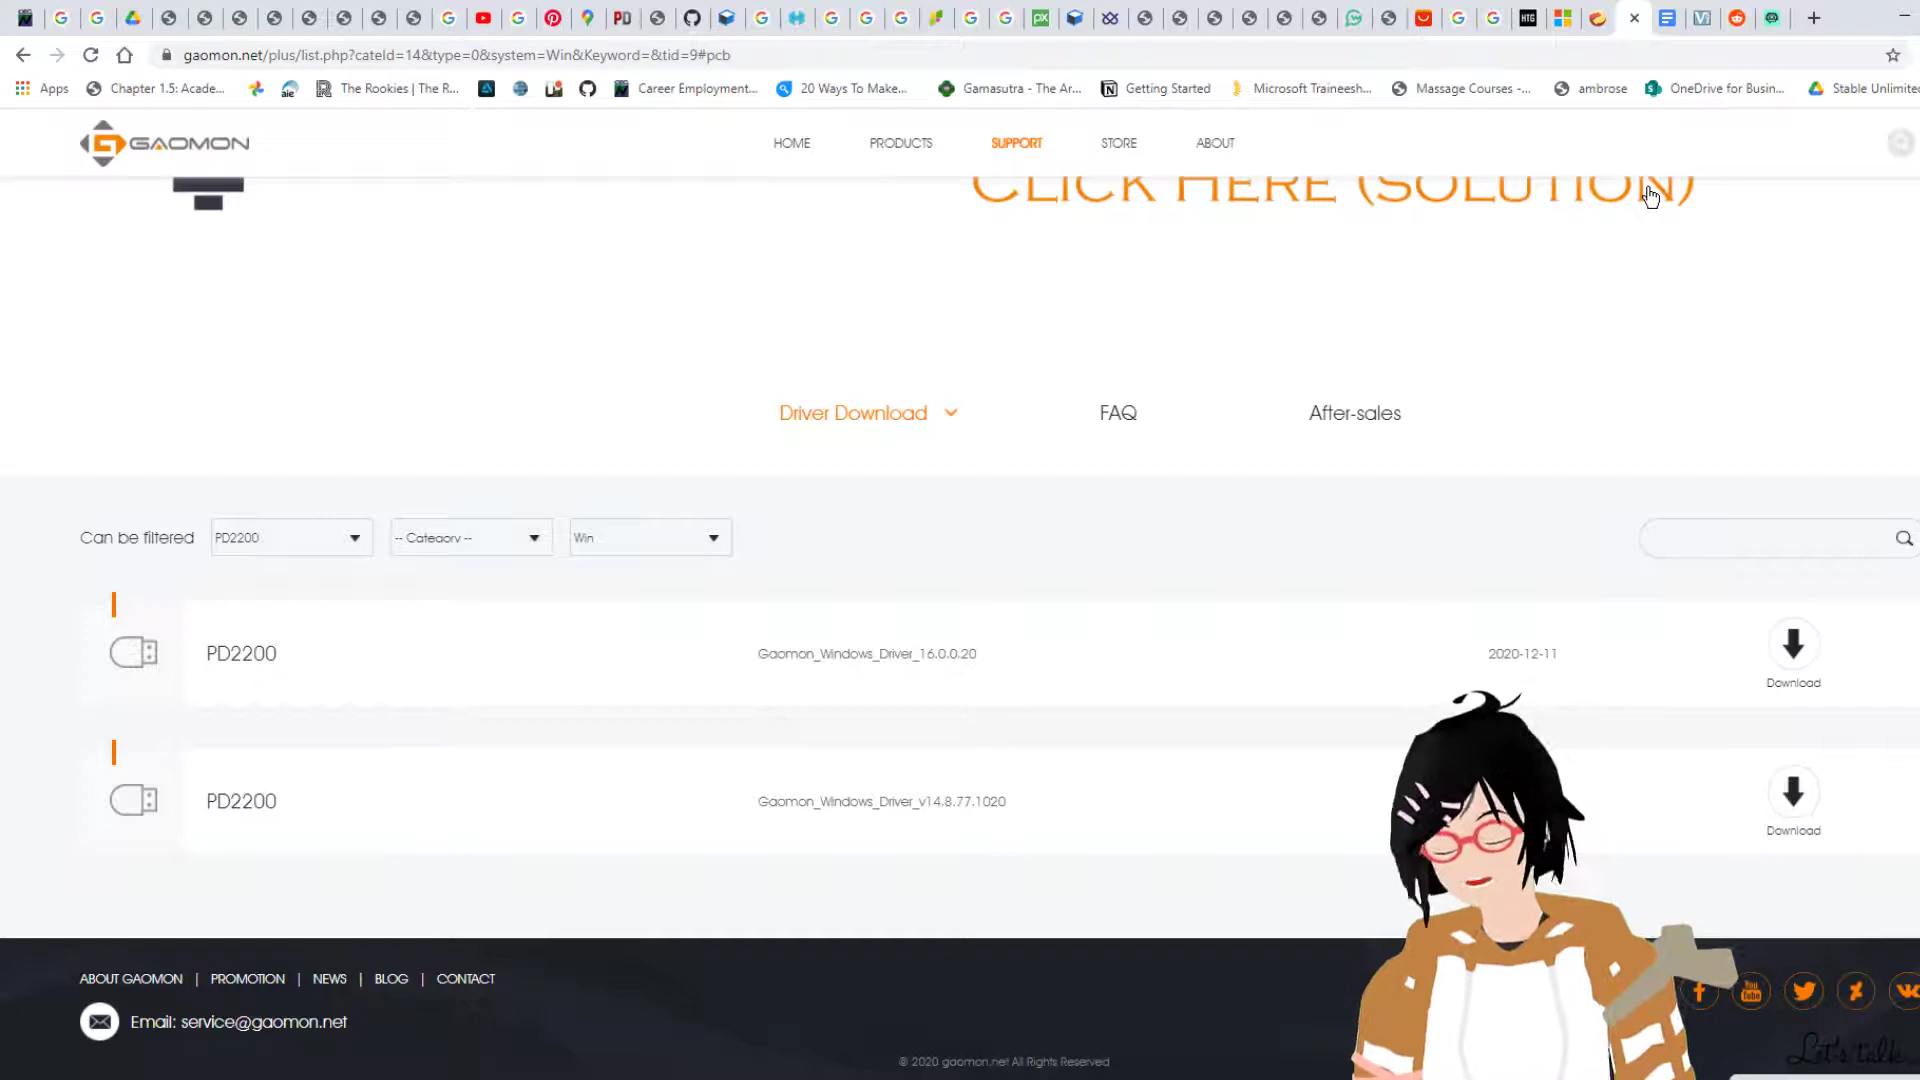 gaomon.net/plus/list.php?cateId=14&type=0&system=Win&Keyword=&tid=9#pcb
Apps Chapter 1.5: Acade... The Rookies | The R... Career Employment... 20 Ways To Make... Gamasutra - The Ar... Getting Started Microsoft Traineesh... Massage Courses -... ambrose OneDrive for Busin... Stable Unlimite
GAOMON HOME PRODUCTS SUPPORT STORE ABOUT
CLICK HERE (SOLUTION)
Driver Download FAQ After-sales
Can be filtered PD2200 -- Category -- Win
PD2200 Gaomon_Windows_Driver_16.0.0.20 2020-12-11 Download
PD2200 Gaomon_Windows_Driver_v14.8.77.1020 Download
ABOUT GAOMON | PROMOTION | NEWS | BLOG | CONTACT
Email: service@gaomon.net
© 2020 gaomon.net All Rights Reserved
Let's talk